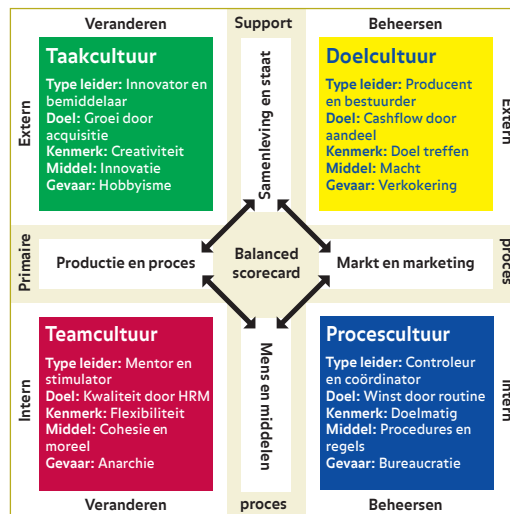 Veranderen
Support
Beheersen
Extern
Taakcultuur
Type leider: Innovator en
bemiddelaar
Doel: Groei door
acquisitie
Kenmerk: Creativiteit
Middel: Innovatie
Gevaar: Hobbyisme
Samenleving en staat
Doelcultuur
Type leider: Producent
en bestuurder
Doel: Cashflow door
aandeel
Kenmerk: Doel treffen
Middel: Macht
Gevaar: Verkokering
Extern
Primaire
Productie en proces
Balanced
scorecard
Markt en marketing
proces
Intern
Teamcultuur
Type leider: Mentor en
stimulator
Doel: Kwaliteit door HRM
Kenmerk: Flexibiliteit
Middel: Cohesie en
moreel
Gevaar: Anarchie
Mens en middelen
Procescultuur
Type leider: Controleur
en coördinator
Doel: Winst door routine
Kenmerk: Doelmatig
Middel: Procedures en
regels
Gevaar: Bureaucratie
Intern
Veranderen
proces
Beheersen